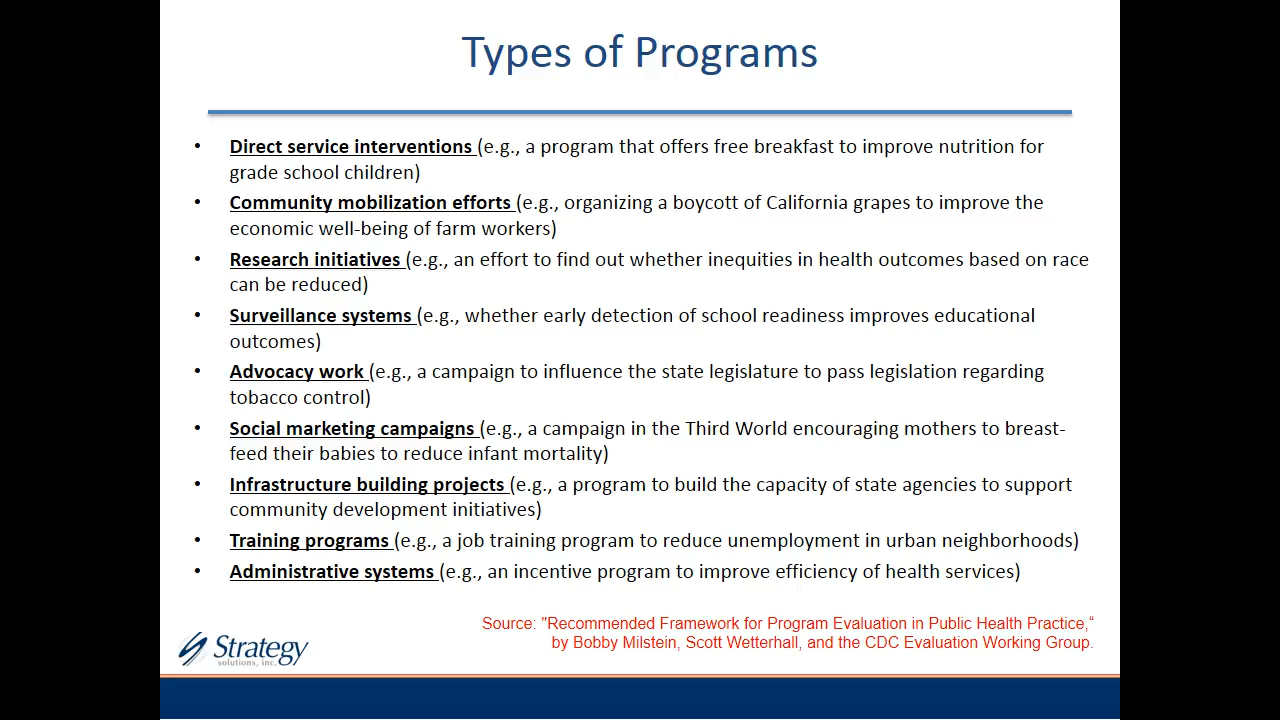 Types of Programs
• Direct service interventions (e.g., a program that offers free breakfast to improve nutrition for
grade school children)
• Community mobilization efforts (e.g., organizing a boycott of California grapes to improve the
economic well-being of farm workers)
• Research initiatives (e.g., an effort to find out whether inequities in health outcomes based on race
can be reduced)
• Surveillance systems (e.g., whether early detection of school readiness improves educational
outcomes)
• Advocacy work (e.g., a campaign to influence the state legislature to pass legislation regarding
tobacco control)
• Social marketing campaigns (e.g., a campaign in the Third World encouraging mothers to breast-
feed their babies to reduce infant mortality)
• Infrastructure building projects (e.g., a program to build the capacity of state agencies to support
community development initiatives)
• Training programs (e.g., a job training program to reduce unemployment in urban neighborhoods)
• Administrative systems (e.g., an incentive program to improve efficiency of health services)
Source: "Recommended Framework for Program Evaluation in Public Health Practice,“
by Bobby Milstein, Scott Wetterhall, and the CDC Evaluation Working Group.
Strategy
solutions, inc.